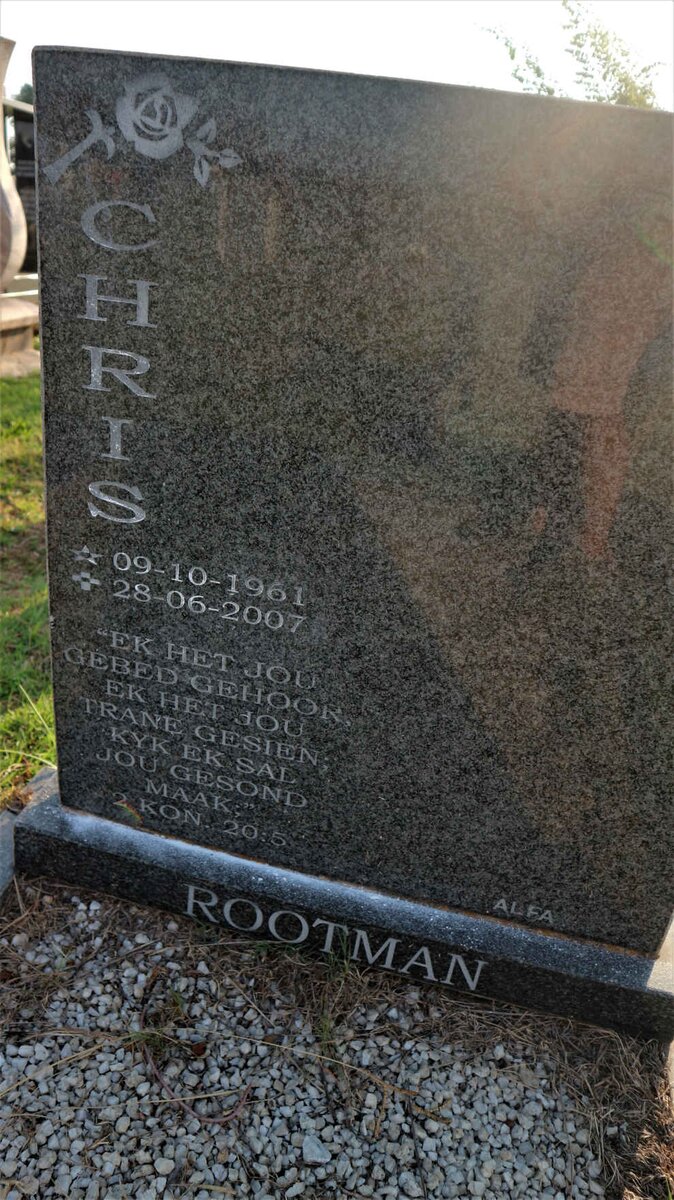 CHRIS
09-10-1961
28-06-2007
"EK HET JOU
GEBED GEHOOR,
EK HET JOU
TRANE GESIEN;
KYK EK SAL
JOU GESOND
MAAK;"
2 KON. 20:5
ALFA
ROOTMAN